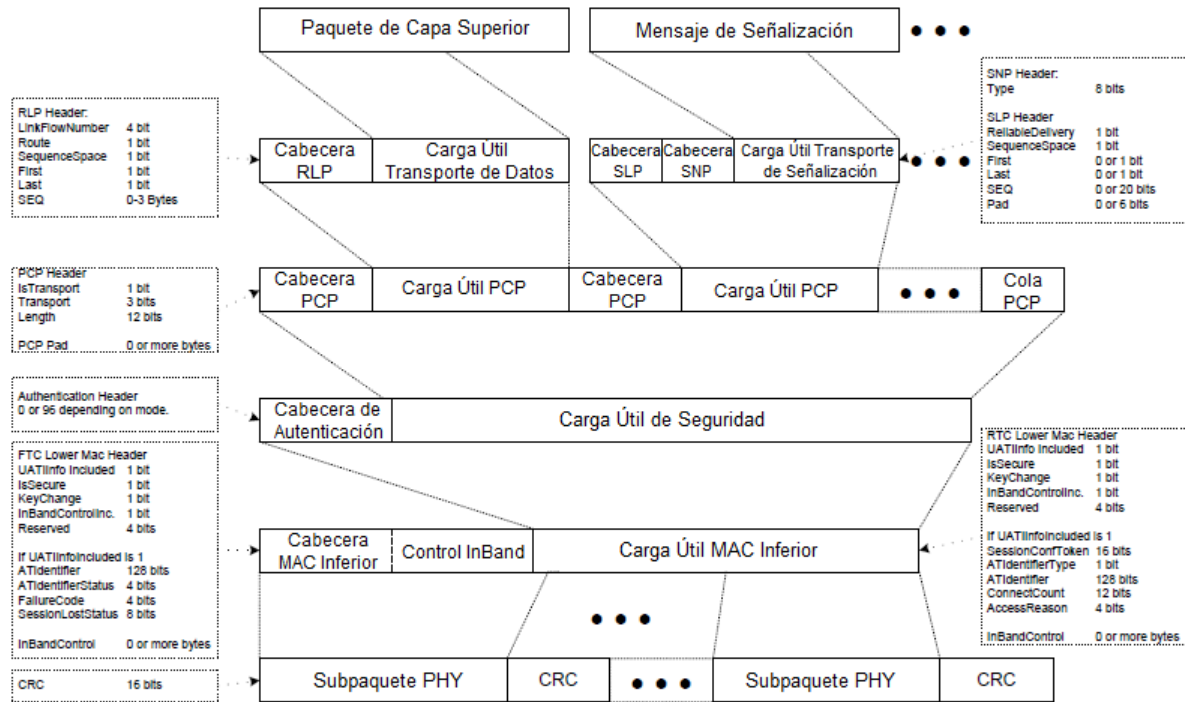 Paquete de Capa Superior
Mensaje de Señalización
RLP Header:
LinkFlowNumber 4 bit
Route 1 bit
SequenceSpace 1 bit
First 1 bit
Last 1 bit
SEQ 0-3 Bytes
Cabecera
RLP
Carga Útil
Transporte de Datos
Cabecera
SLP
Cabecera
SNP
Carga Útil Transporte
de Señalización
SNP Header:
Type 8 bits
SLP Header
ReliableDelivery 1 bit
SequenceSpace 1 bit
First 0 or 1 bit
Last 0 or 1 bit
SEQ 0 or 20 bits
Pad 0 or 6 bits
PCP Header
IsTransport 1 bit
Transport 3 bits
Length 12 bits
PCP Pad 0 or more bytes
Cabecera
PCP
Carga Útil PCP
Cabecera
PCP
Carga Útil PCP
Cola
PCP
Authentication Header
0 or 96 depending on mode.
Cabecera de
Autenticación
Carga Útil de Seguridad
FTC Lower Mac Header
UATIInfo Included 1 bit
IsSecure 1 bit
KeyChange 1 bit
InBandControlInc. 1 bit
Reserved 4 bits
If UATIInfoIncluded is 1
ATIdentifier 128 bits
ATIdentifierStatus 4 bits
FailureCode 4 bits
SessionLostStatus 8 bits
InBandControl 0 or more bytes
Cabecera
MAC Inferior
Control InBand
Carga Útil MAC Inferior
RTC Lower Mac Header
UATIInfo Included 1 bit
IsSecure 1 bit
KeyChange 1 bit
InBandControlInc. 1 bit
Reserved 4 bits
If UATIInfoIncluded is 1
SessionConfToken 16 bits
ATIdentifierType 1 bit
ATIdentifier 128 bits
ConnectCount 12 bits
AccessReason 4 bits
InBandControl 0 or more bytes
CRC 16 bits
Subpaquete PHY
CRC
Subpaquete PHY
CRC